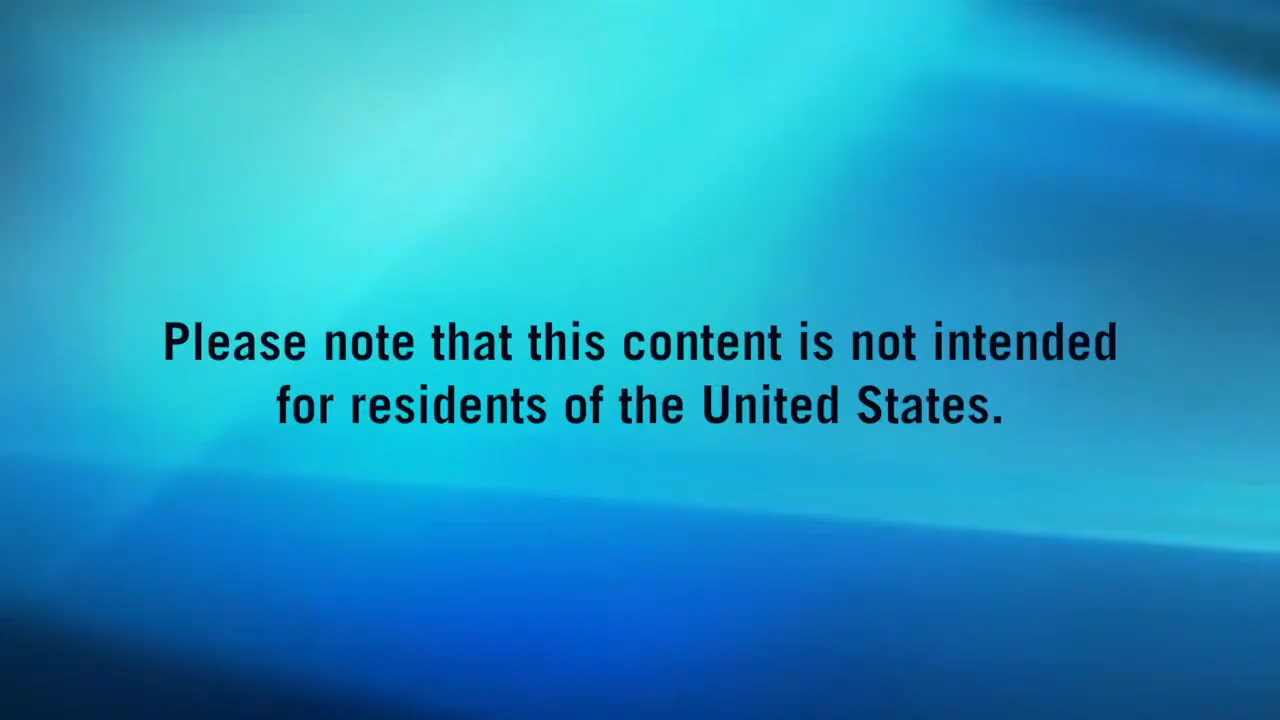 Please note that this content is not intended
for residents of the United States.